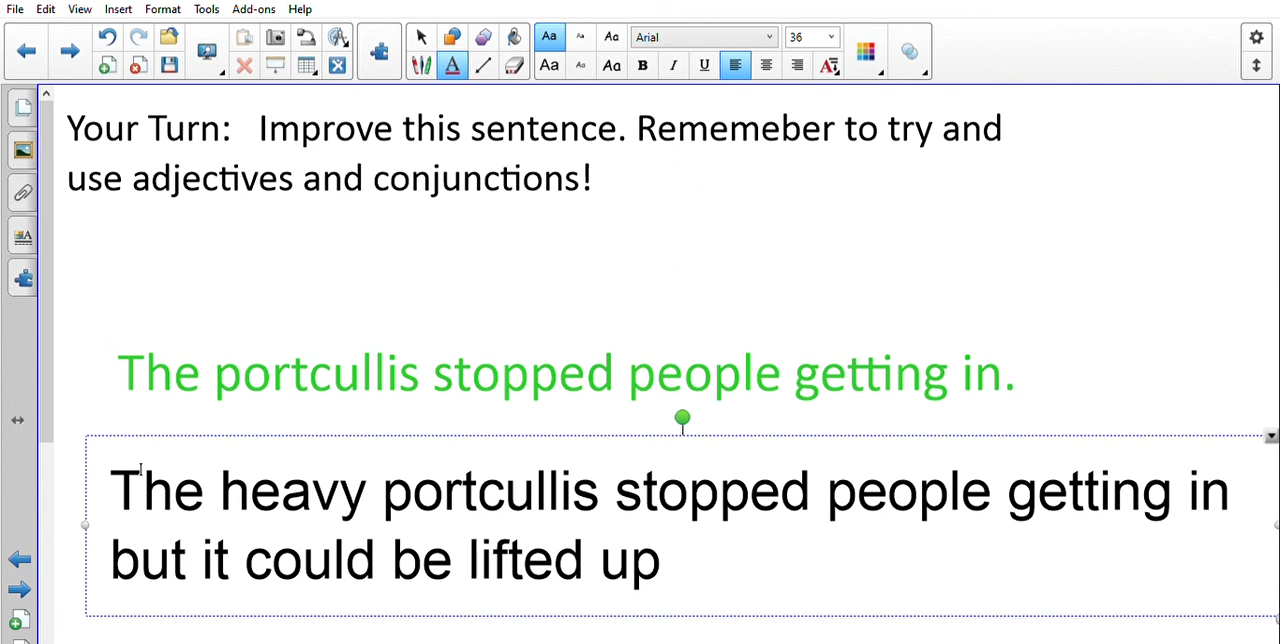 File Edit View Insert Format Tools Add-ons Help
Aa Aa Aa Arial 36
A Aa Aa Aa B I U A
Your Turn: Improve this sentence. Rememeber to try and
use adjectives and conjunctions!
The portcullis stopped people getting in.
The heavy portcullis stopped people getting in
but it could be lifted up